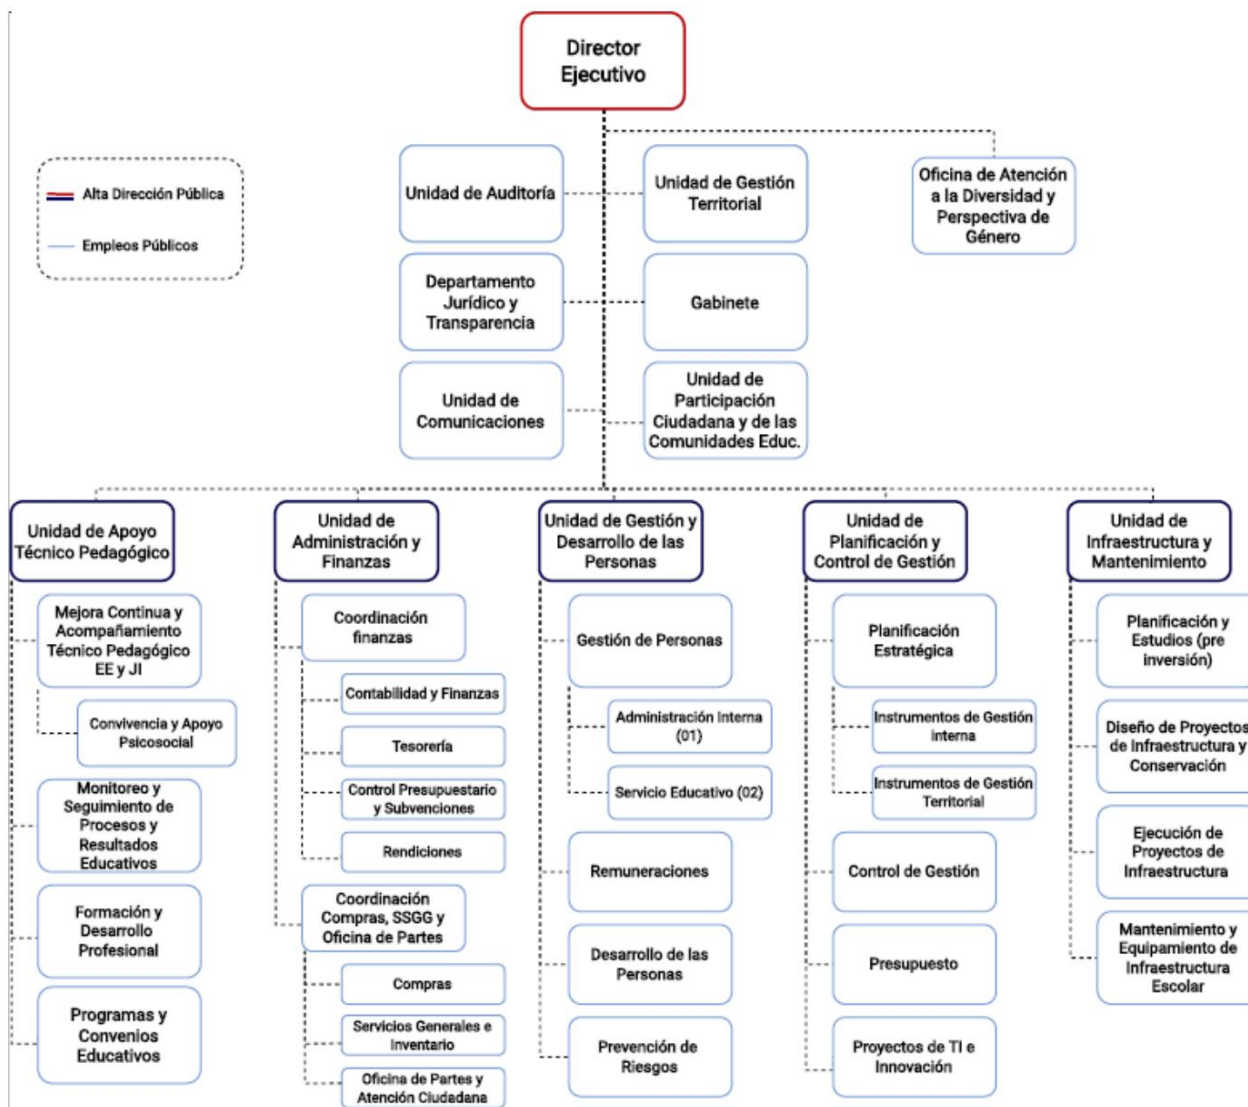 Director
Ejecutivo
Alta Dirección Pública
Empleos Públicos
Unidad de Auditoría
Unidad de Gestión
Territorial
Oficina de Atención
a la Diversidad y
Perspectiva de
Género
Departamento
Jurídico y
Transparencia
Gabinete
Unidad de
Comunicaciones
Unidad de
Participación
Ciudadana y de las
Comunidades Educ.
Unidad de Apoyo
Técnico Pedagógico
Mejora Continua y
Acompañamiento
Técnico Pedagógico
EE y JI
Convivencia y Apoyo
Psicosocial
Monitoreo y
Seguimiento de
Procesos y
Resultados
Educativos
Formación y
Desarrollo
Profesional
Programas y
Convenios
Educativos
Unidad de
Administración y
Finanzas
Coordinación
finanzas
Contabilidad y Finanzas
Tesorería
Control Presupuestario
y Subvenciones
Rendiciones
Coordinación
Compras, SSGG y
Oficina de Partes
Compras
Servicios Generales e
Inventario
Oficina de Partes y
Atención Ciudadana
Unidad de Gestión y
Desarrollo de las
Personas
Gestión de Personas
Administración Interna
(01)
Servicio Educativo (02)
Remuneraciones
Desarrollo de las
Personas
Prevención de
Riesgos
Unidad de
Planificación y
Control de Gestión
Planificación
Estratégica
Instrumentos de Gestión
interna
Instrumentos de Gestión
Territorial
Control de Gestión
Presupuesto
Proyectos de TI e
Innovación
Unidad de
Infraestructura y
Mantenimiento
Planificación y
Estudios (pre
inversión)
Diseño de Proyectos
de Infraestructura y
Conservación
Ejecución de
Proyectos de
Infraestructura
Mantenimiento y
Equipamiento de
Infraestructura
Escolar